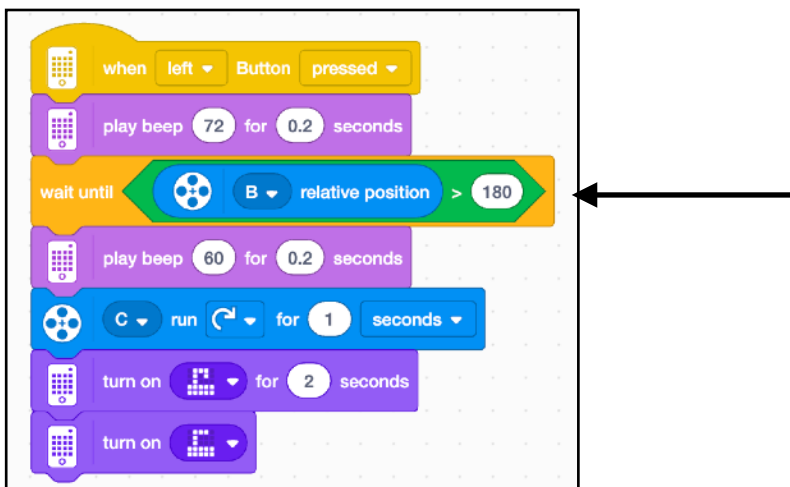 when left Button pressed
play beep 72 for 0.2 seconds
wait until B relative position > 180
play beep 60 for 0.2 seconds
C run for 1 seconds
turn on for 2 seconds
turn on